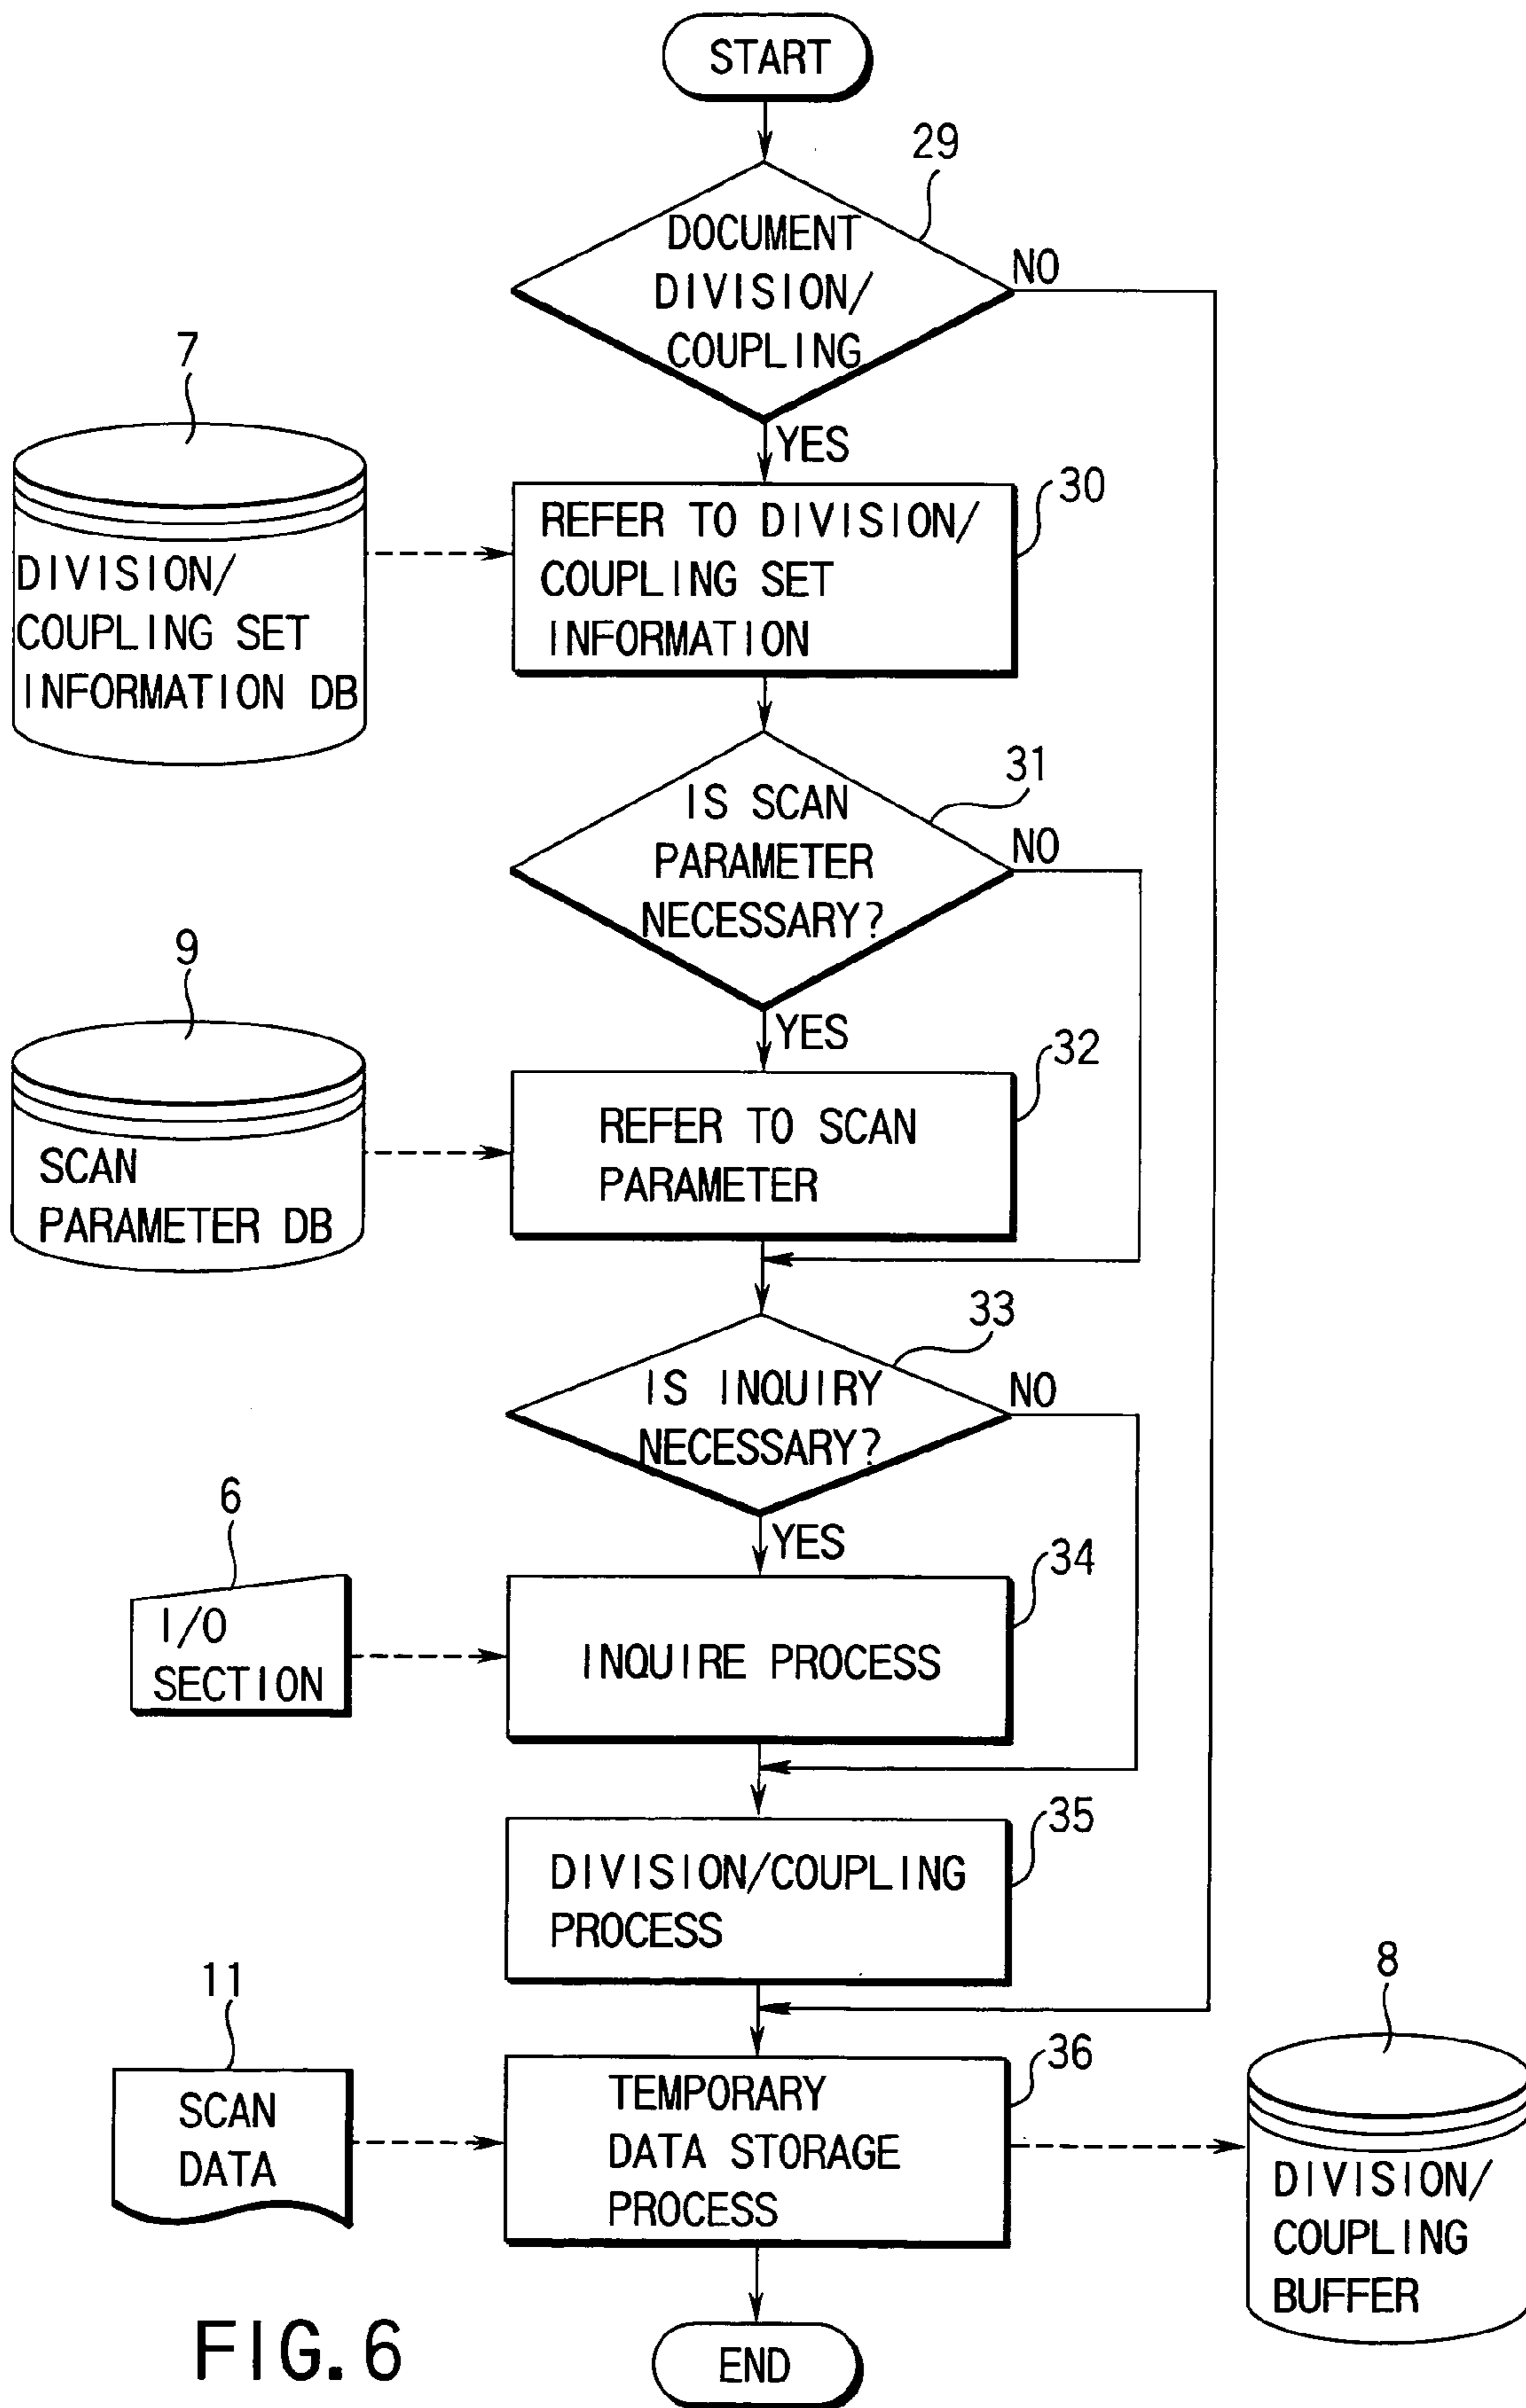 START
29
DOCUMENT
DIVISION/
COUPLING
NO
YES
7
DIVISION/
COUPLING SET
INFORMATION DB
30
REFER TO DIVISION/
COUPLING SET
INFORMATION
31
IS SCAN
PARAMETER
NECESSARY?
NO
YES
9
SCAN
PARAMETER DB
32
REFER TO SCAN
PARAMETER
33
IS INQUIRY
NECESSARY?
NO
YES
6
I/O
SECTION
34
INQUIRE PROCESS
35
DIVISION/COUPLING
PROCESS
11
SCAN
DATA
36
TEMPORARY
DATA STORAGE
PROCESS
8
DIVISION/
COUPLING
BUFFER
END
FIG. 6